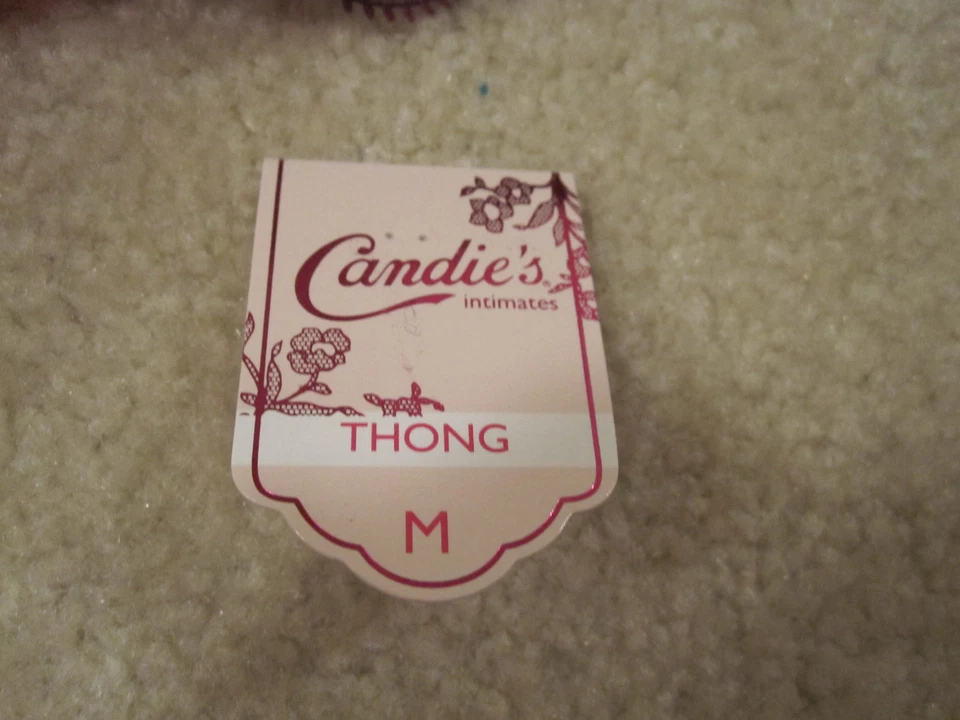 Candie's
intimates
THONG
M